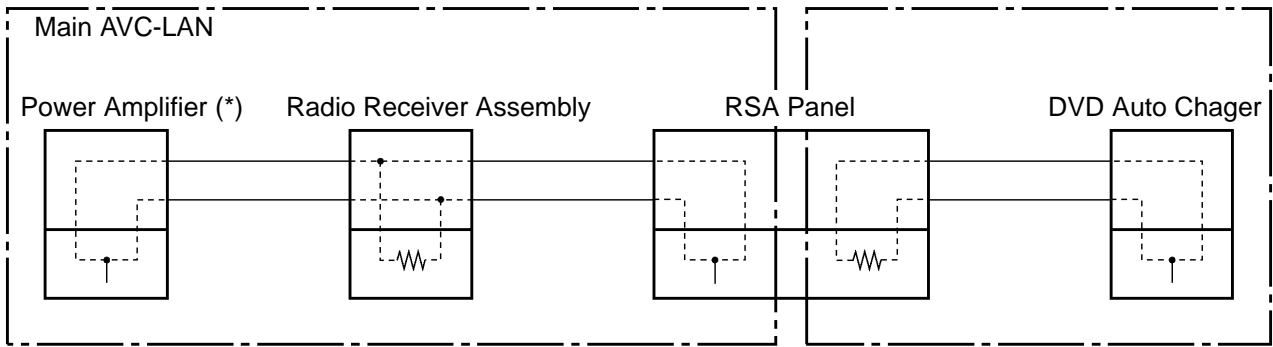 Main AVC-LAN
Power Amplifier (*)
Radio Receiver Assembly
RSA Panel
DVD Auto Chager